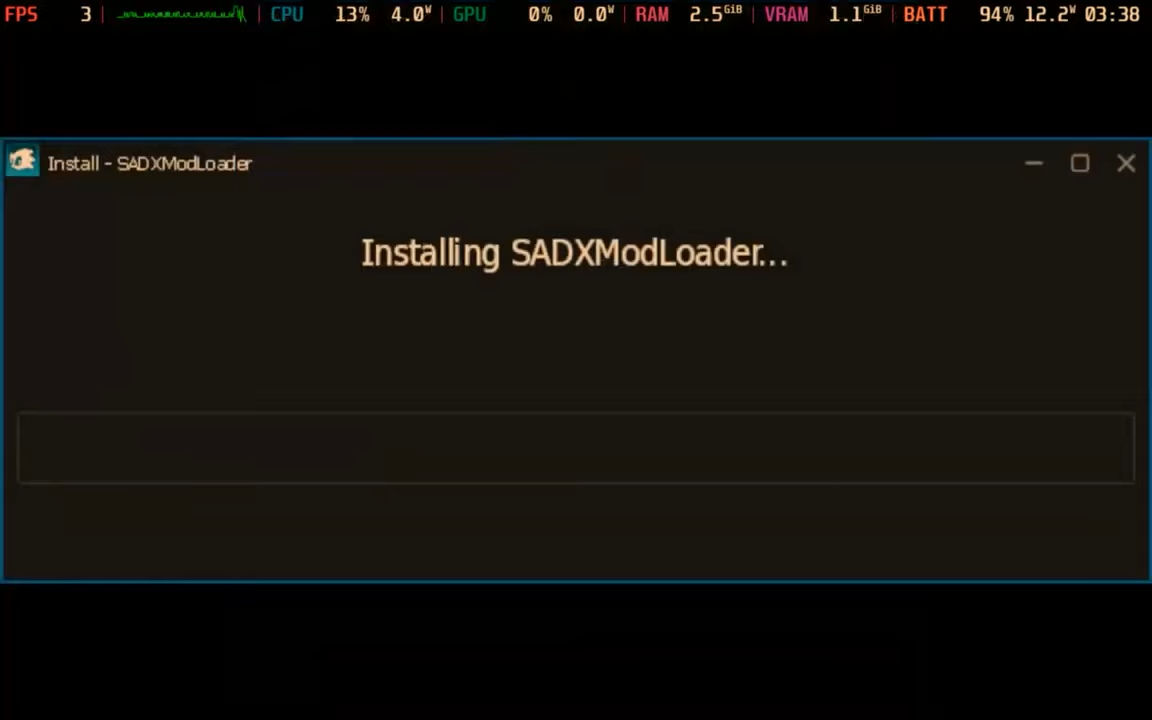 FPS 3 | CPU 13% 4.0W | GPU 0% 0.0W | RAM 2.5GiB | VRAM 1.1GiB | BATT 94% 12.2W 03:38
Install - SADXModLoader
Installing SADXModLoader...